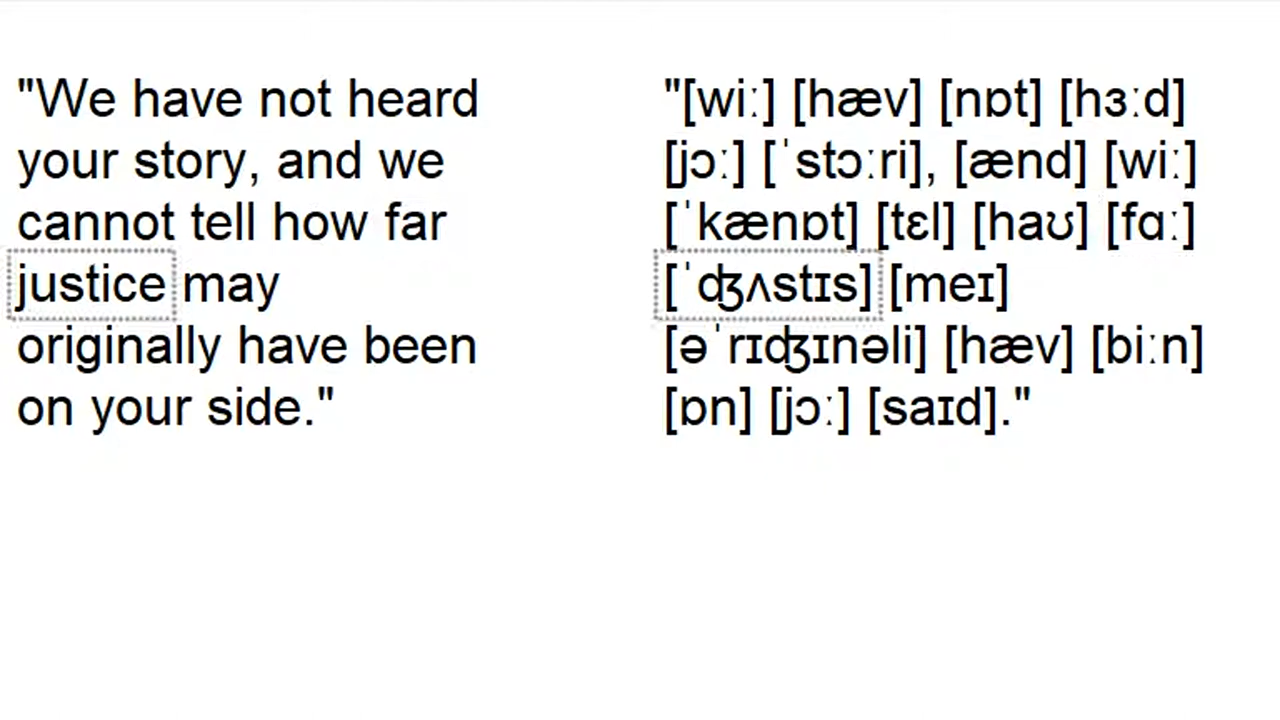 "We have not heard
your story, and we
cannot tell how far
justice may
originally have been
on your side."
"[wiː] [hæv] [nɒt] [hɜːd]
[jɔː] [ˈstɔːri], [ænd] [wiː]
[ˈkænɒt] [tɛl] [haʊ] [fɑː]
[ˈʤʌstɪs] [meɪ]
[əˈrɪʤɪnəli] [hæv] [biːn]
[ɒn] [jɔː] [saɪd]."